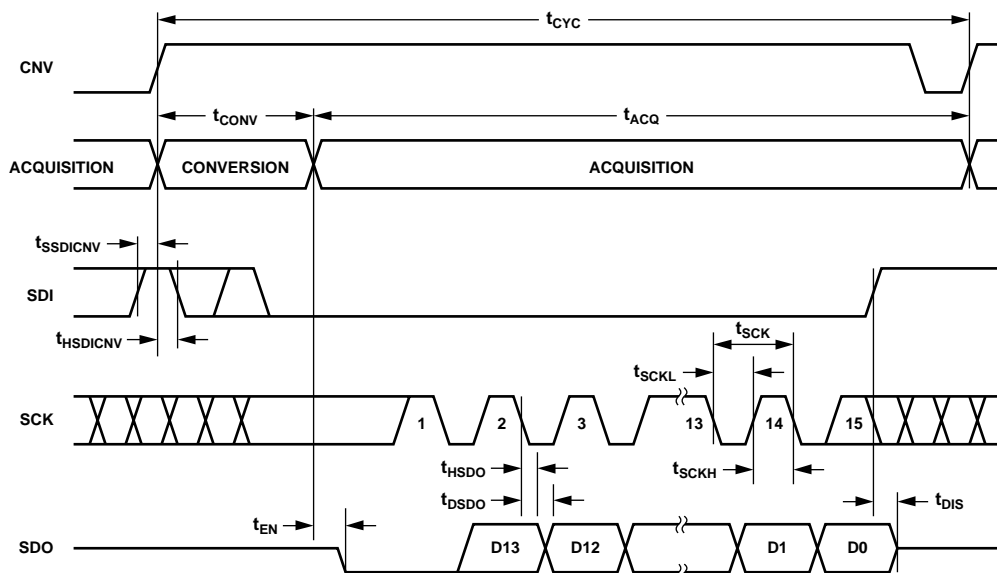 tCYC
CNV
tCONV
tACQ
ACQUISITION CONVERSION ACQUISITION
tSSDICNV
SDI
tHSDICNV
tSCK
tSCKL
SCK 1 2 3 13 14 15
tHSDO
tSCKH
tDSDO
tDIS
tEN
SDO D13 D12 D1 D0